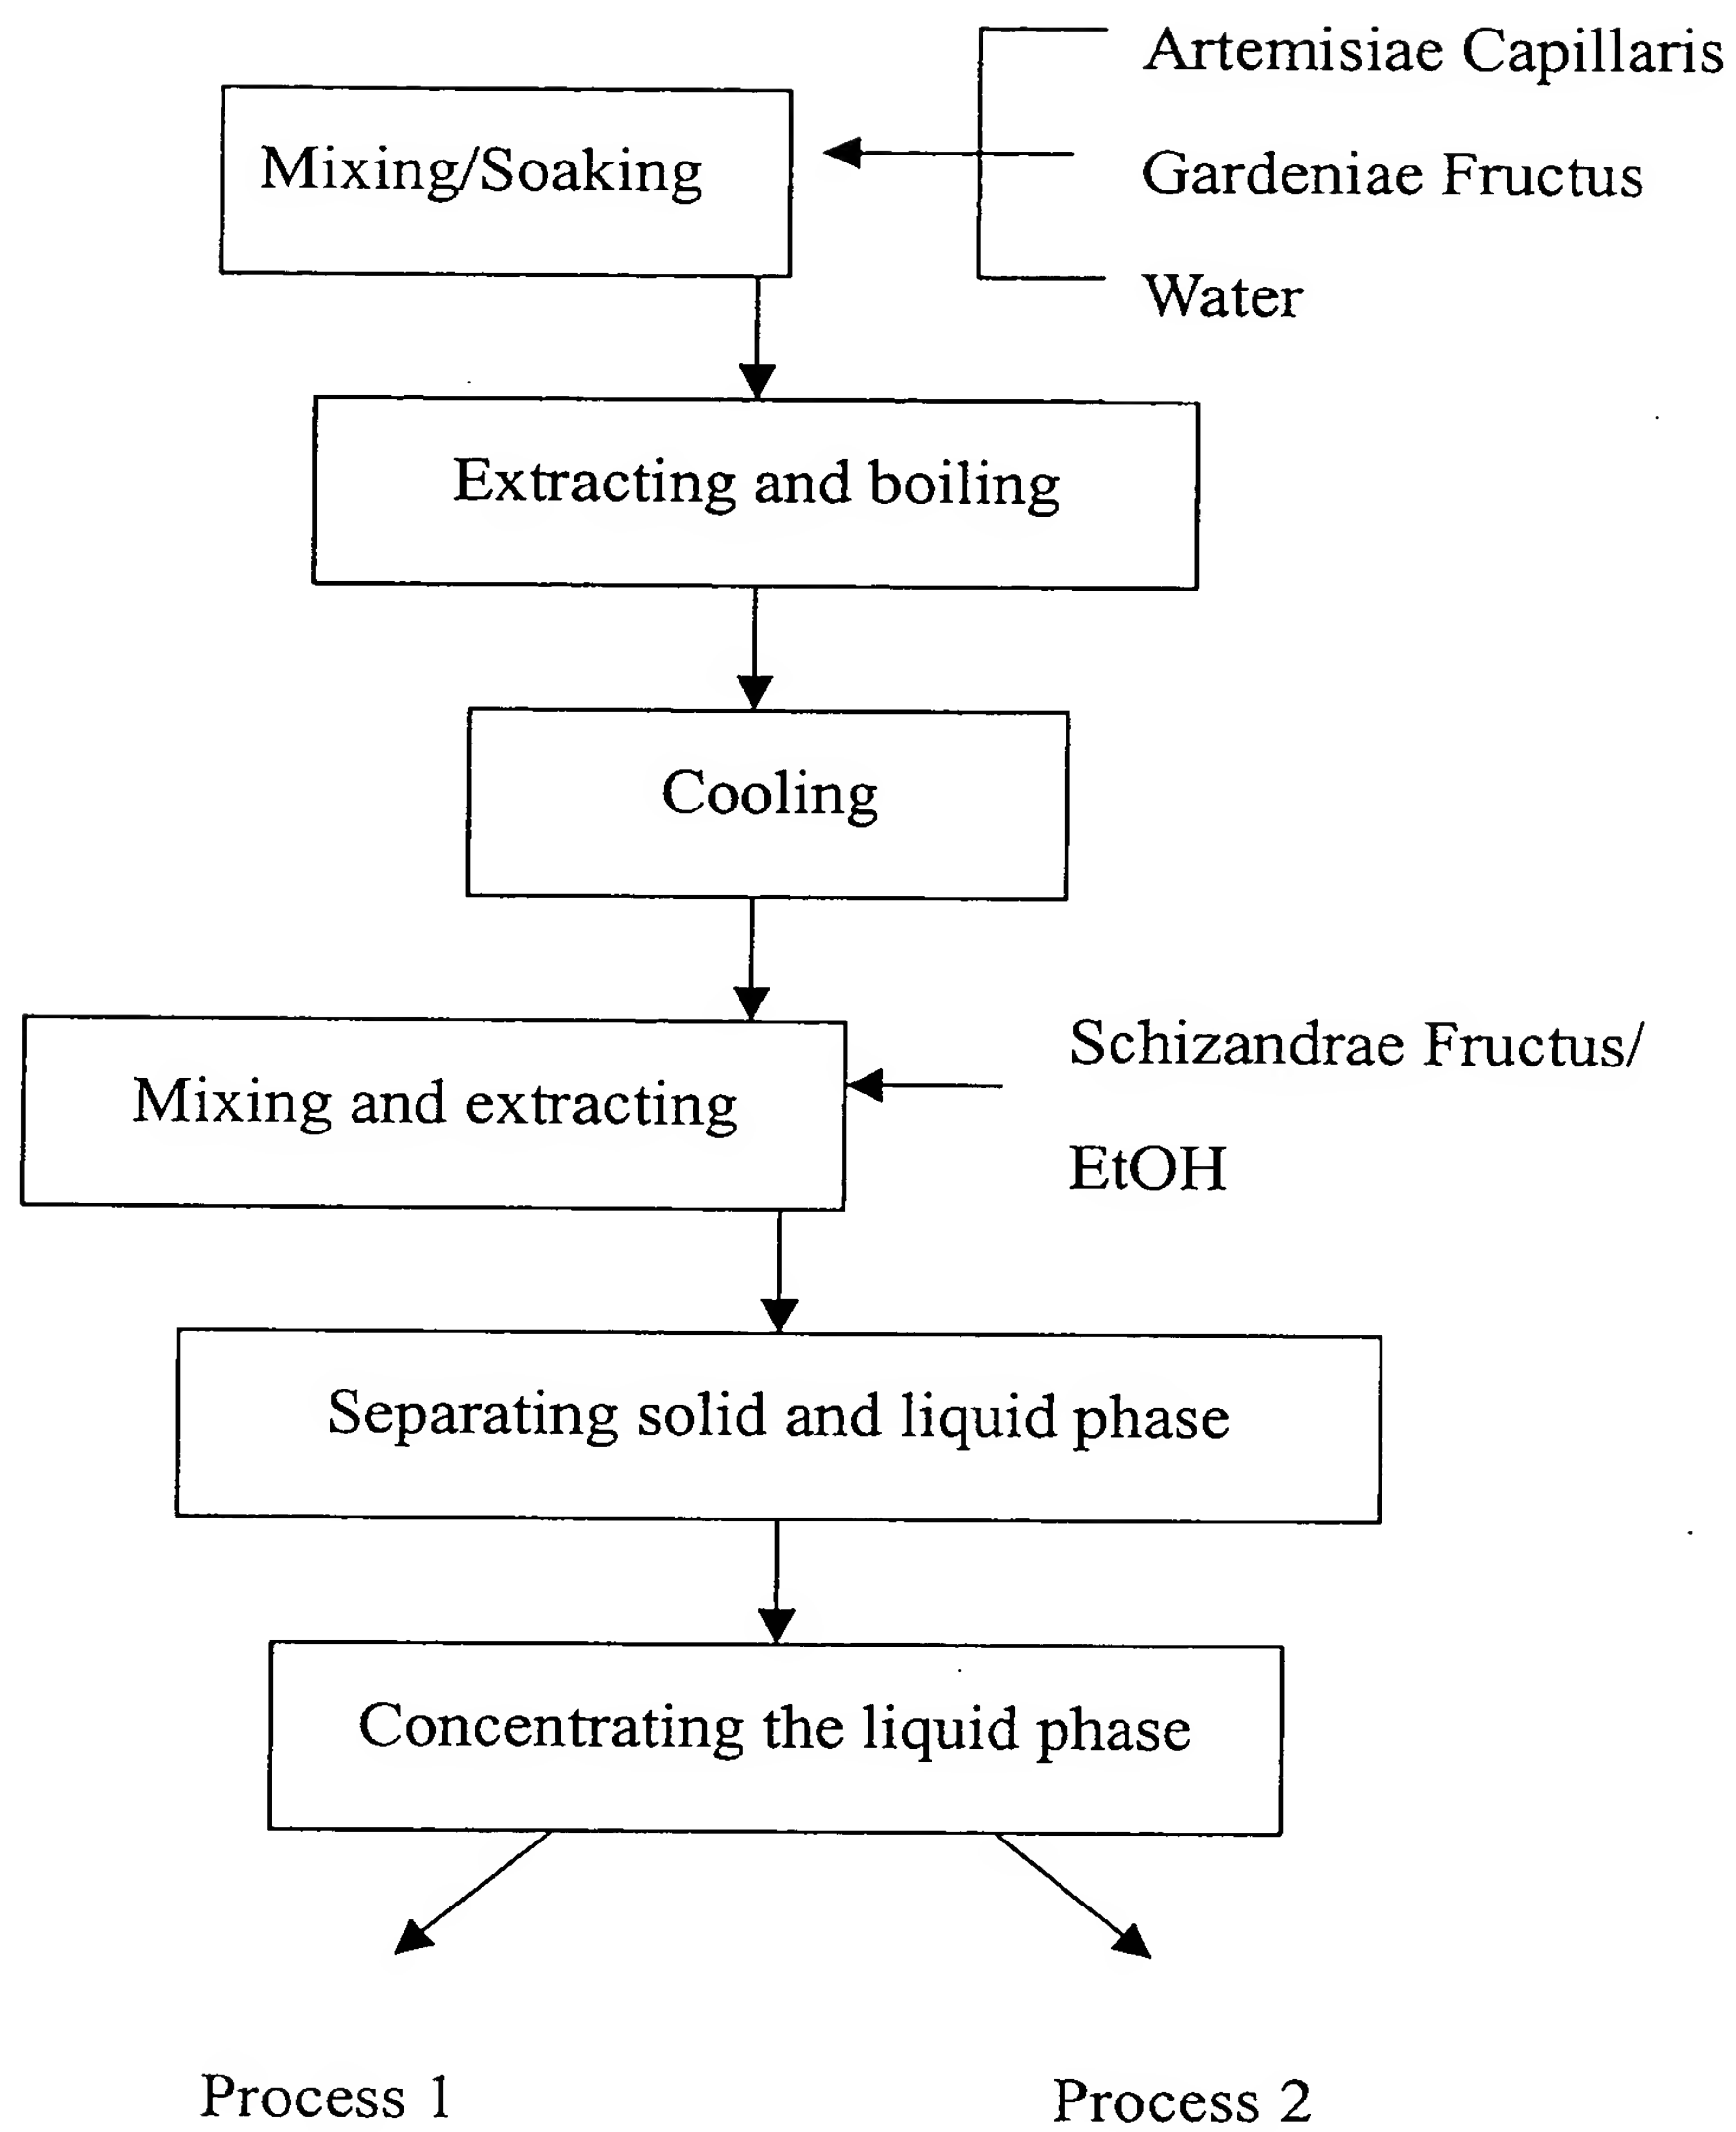 Artemisiae Capillaris
Mixing/Soaking
Gardeniae Fructus
Water
Extracting and boiling
Cooling
Schizandrae Fructus/
Mixing and extracting
EtOH
Separating solid and liquid phase
Concentrating the liquid phase
Process 1
Process 2